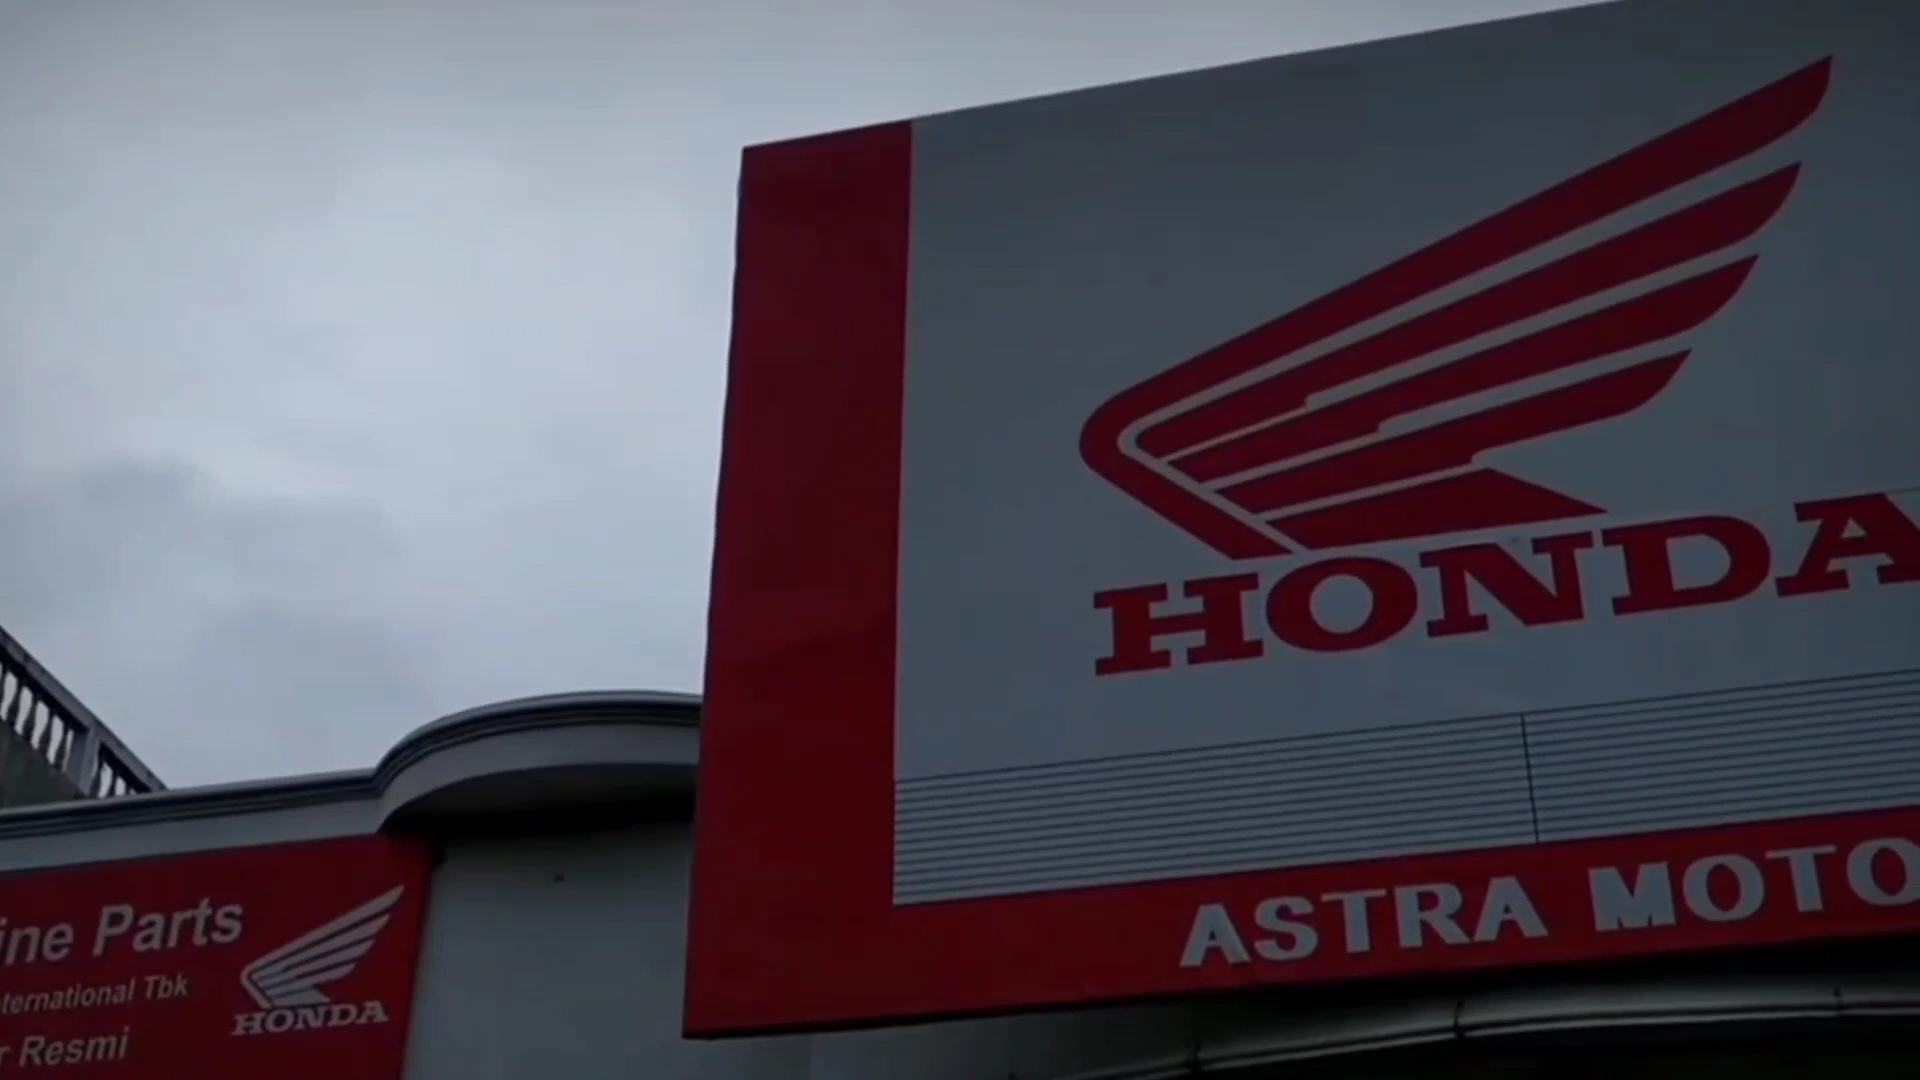 HONDA
ASTRA MOTO
ine Parts
nternational Tbk
HONDA
r Resmi